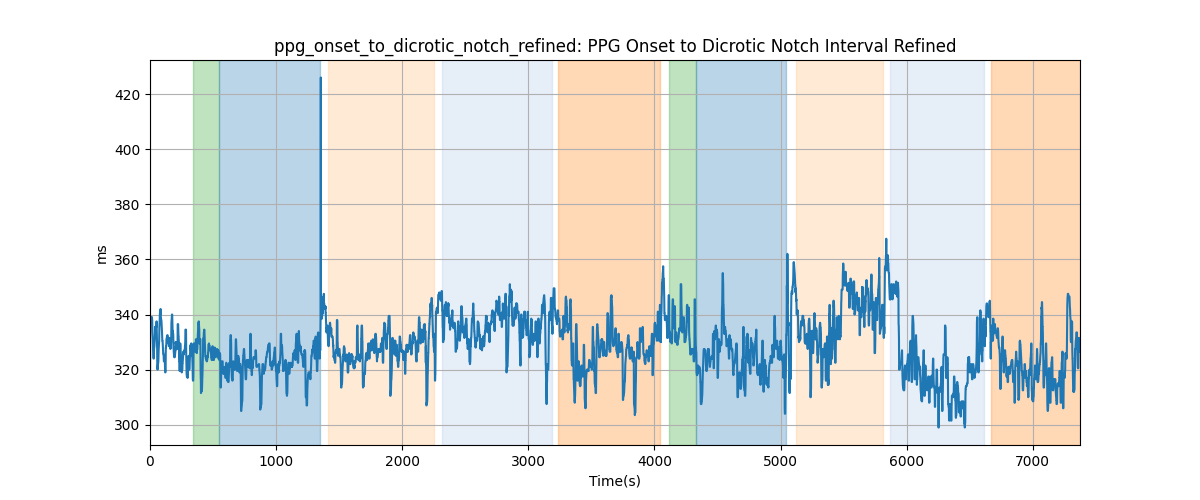 ppg_onset_to_dicrotic_notch_refined: PPG Onset to Dicrotic Notch Interval Refined
420
400
380
360
340
320
300
ms
0 1000 2000 3000 4000 5000 6000 7000
Time(s)